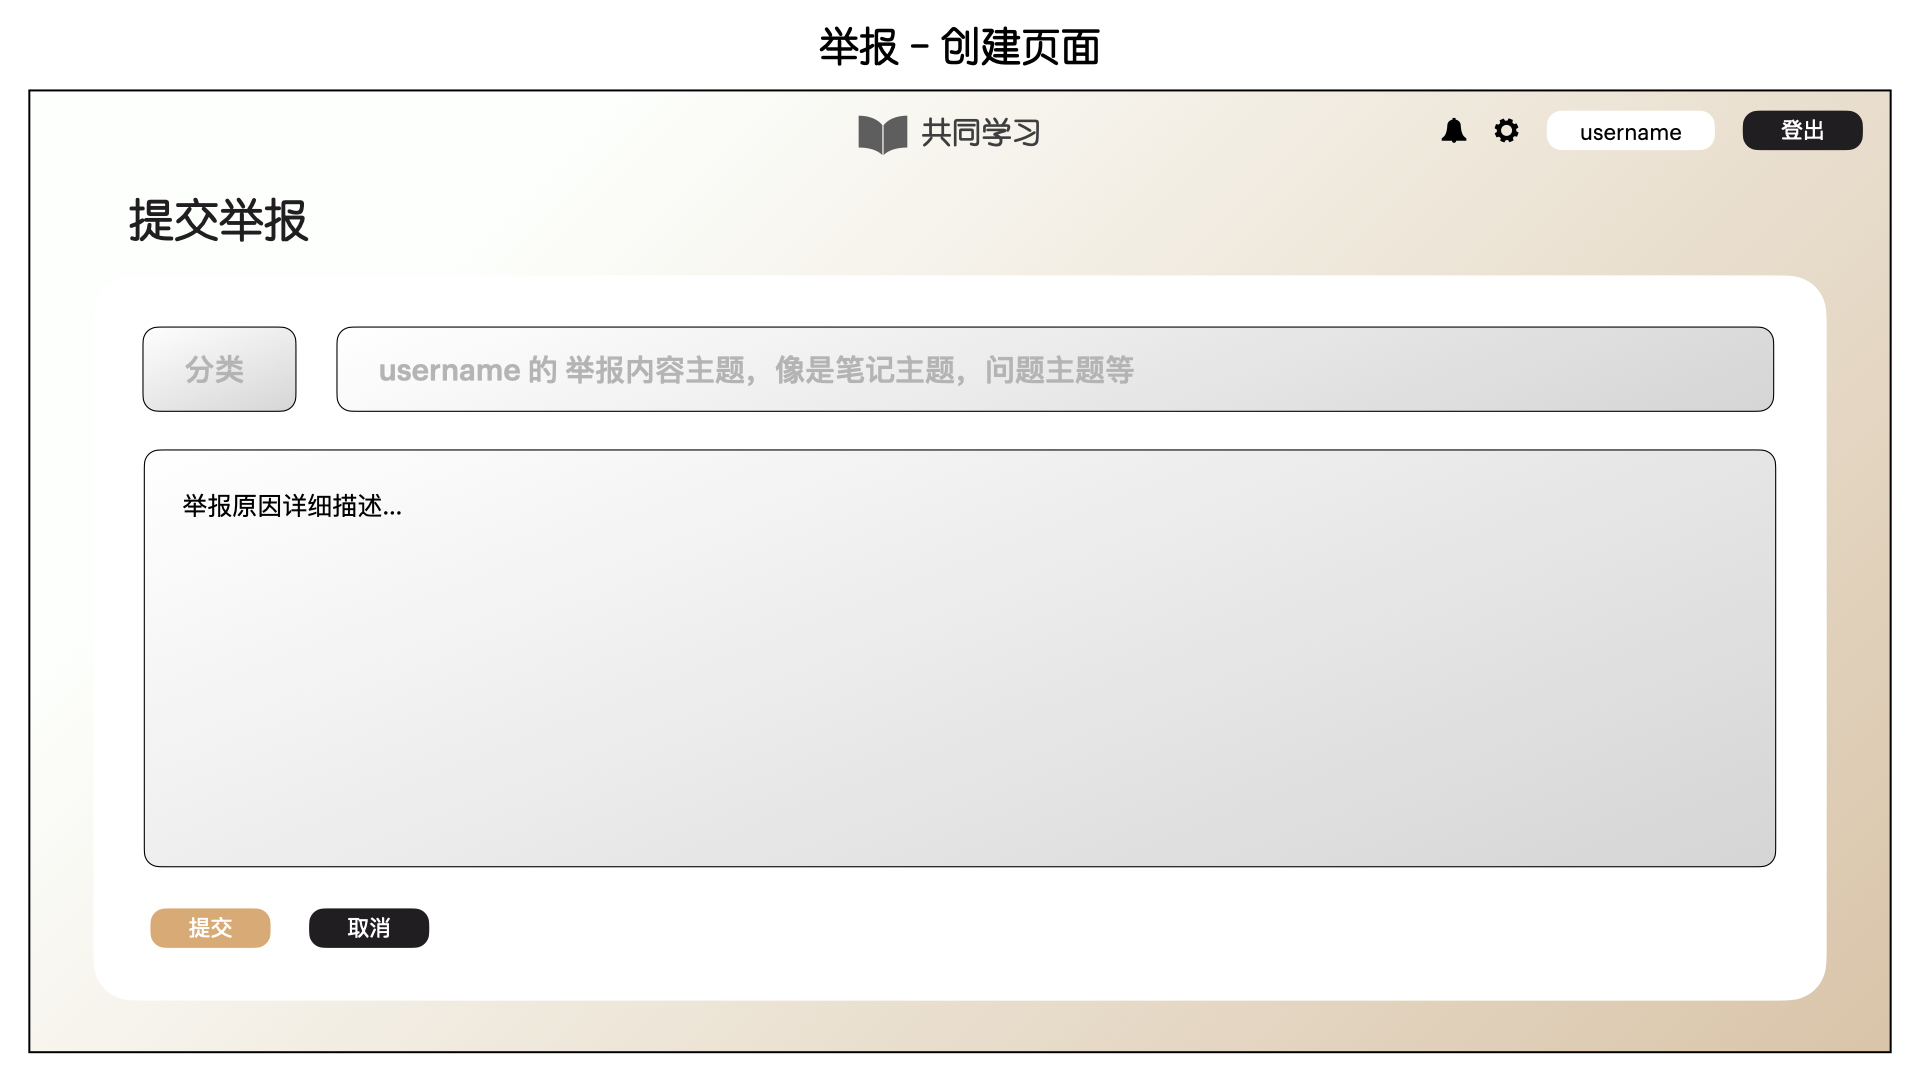 举报 - 创建页面
共同学习
username
登出
提交举报
分类
username 的 举报内容主题，像是笔记主题，问题主题等
举报原因详细描述...
提交
取消